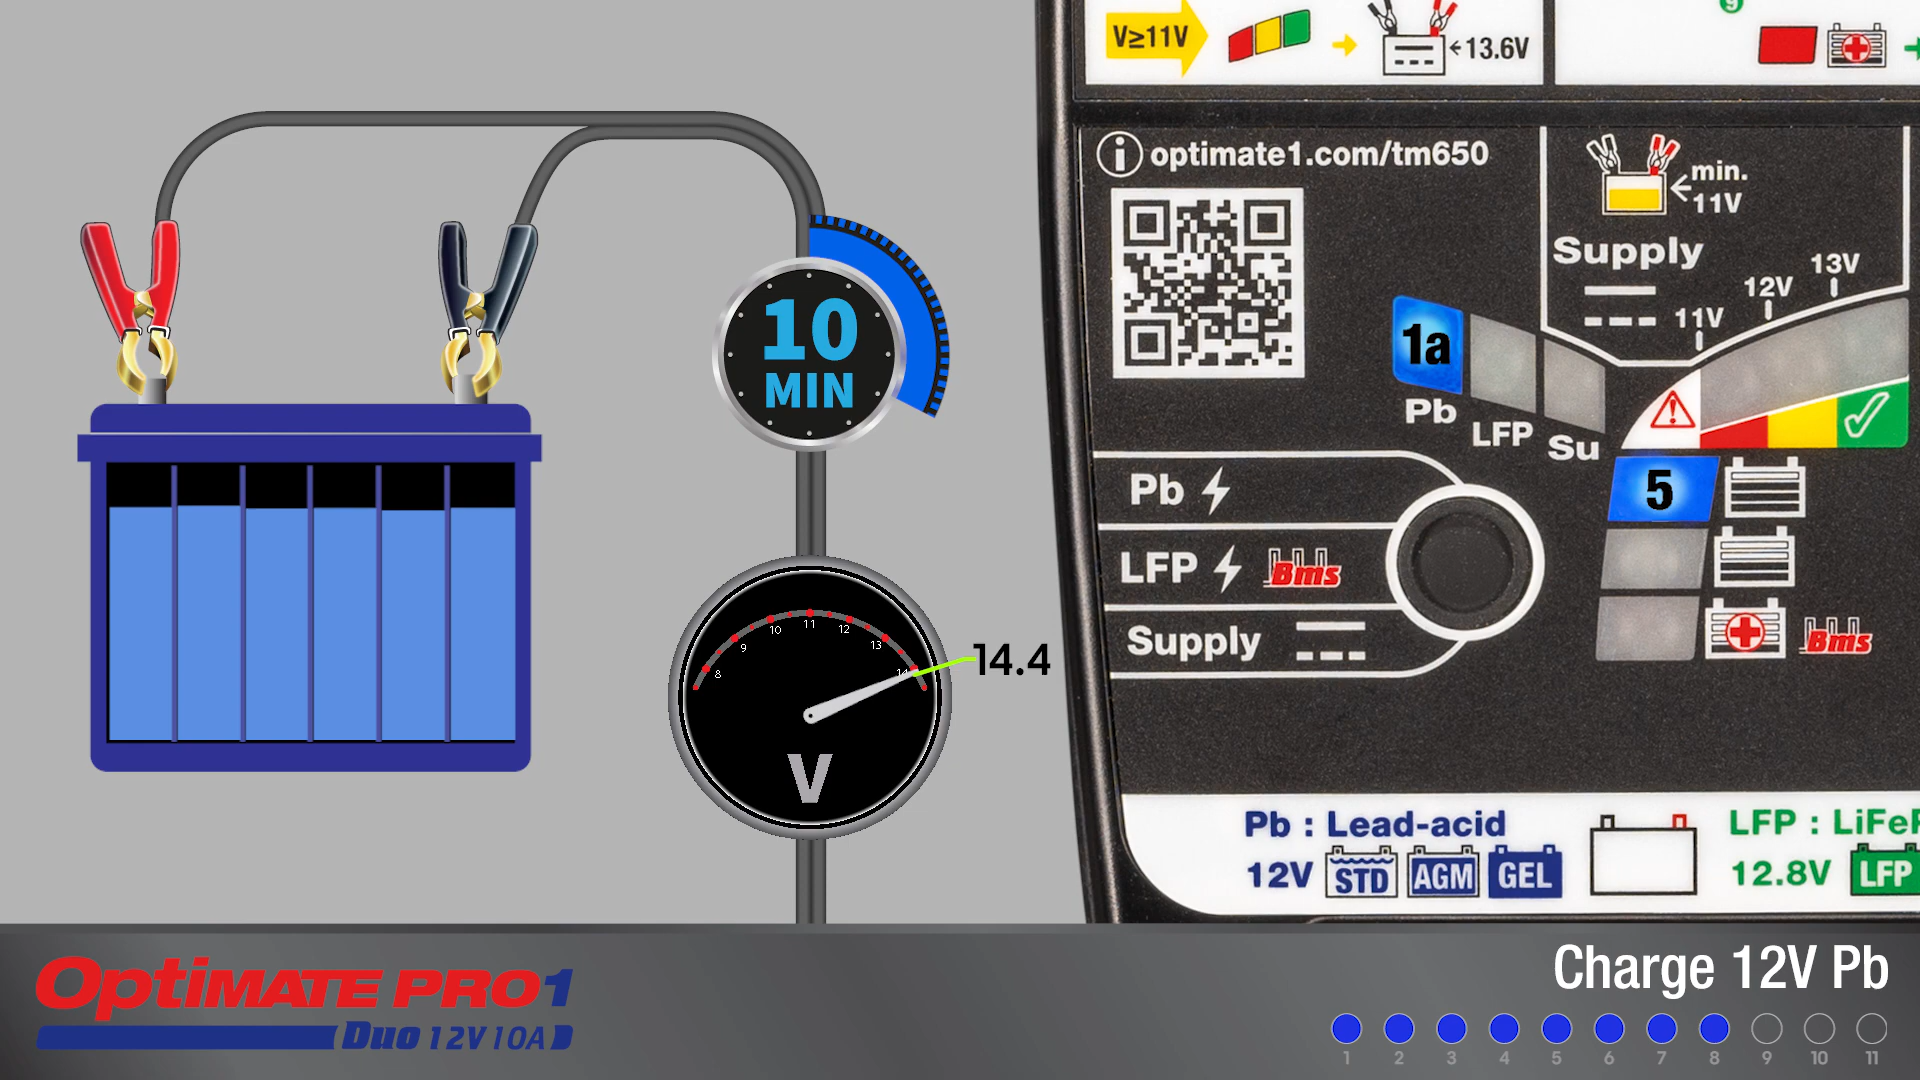 V≥11V
13.6V
9
i optimate1.com/tm650
min.
11V
Supply
11V 12V 13V
1a
Pb LFP Su
10
MIN
Pb
5
LFP Bms
Supply
Bms
8 9 10 11 12 13 14
14.4
V
Pb : Lead-acid
12V STD AGM GEL
LFP : LiFeP
12.8V LFP
OptiMATE PRO1
Duo 12V10A
Charge 12V Pb
1 2 3 4 5 6 7 8 9 10 11